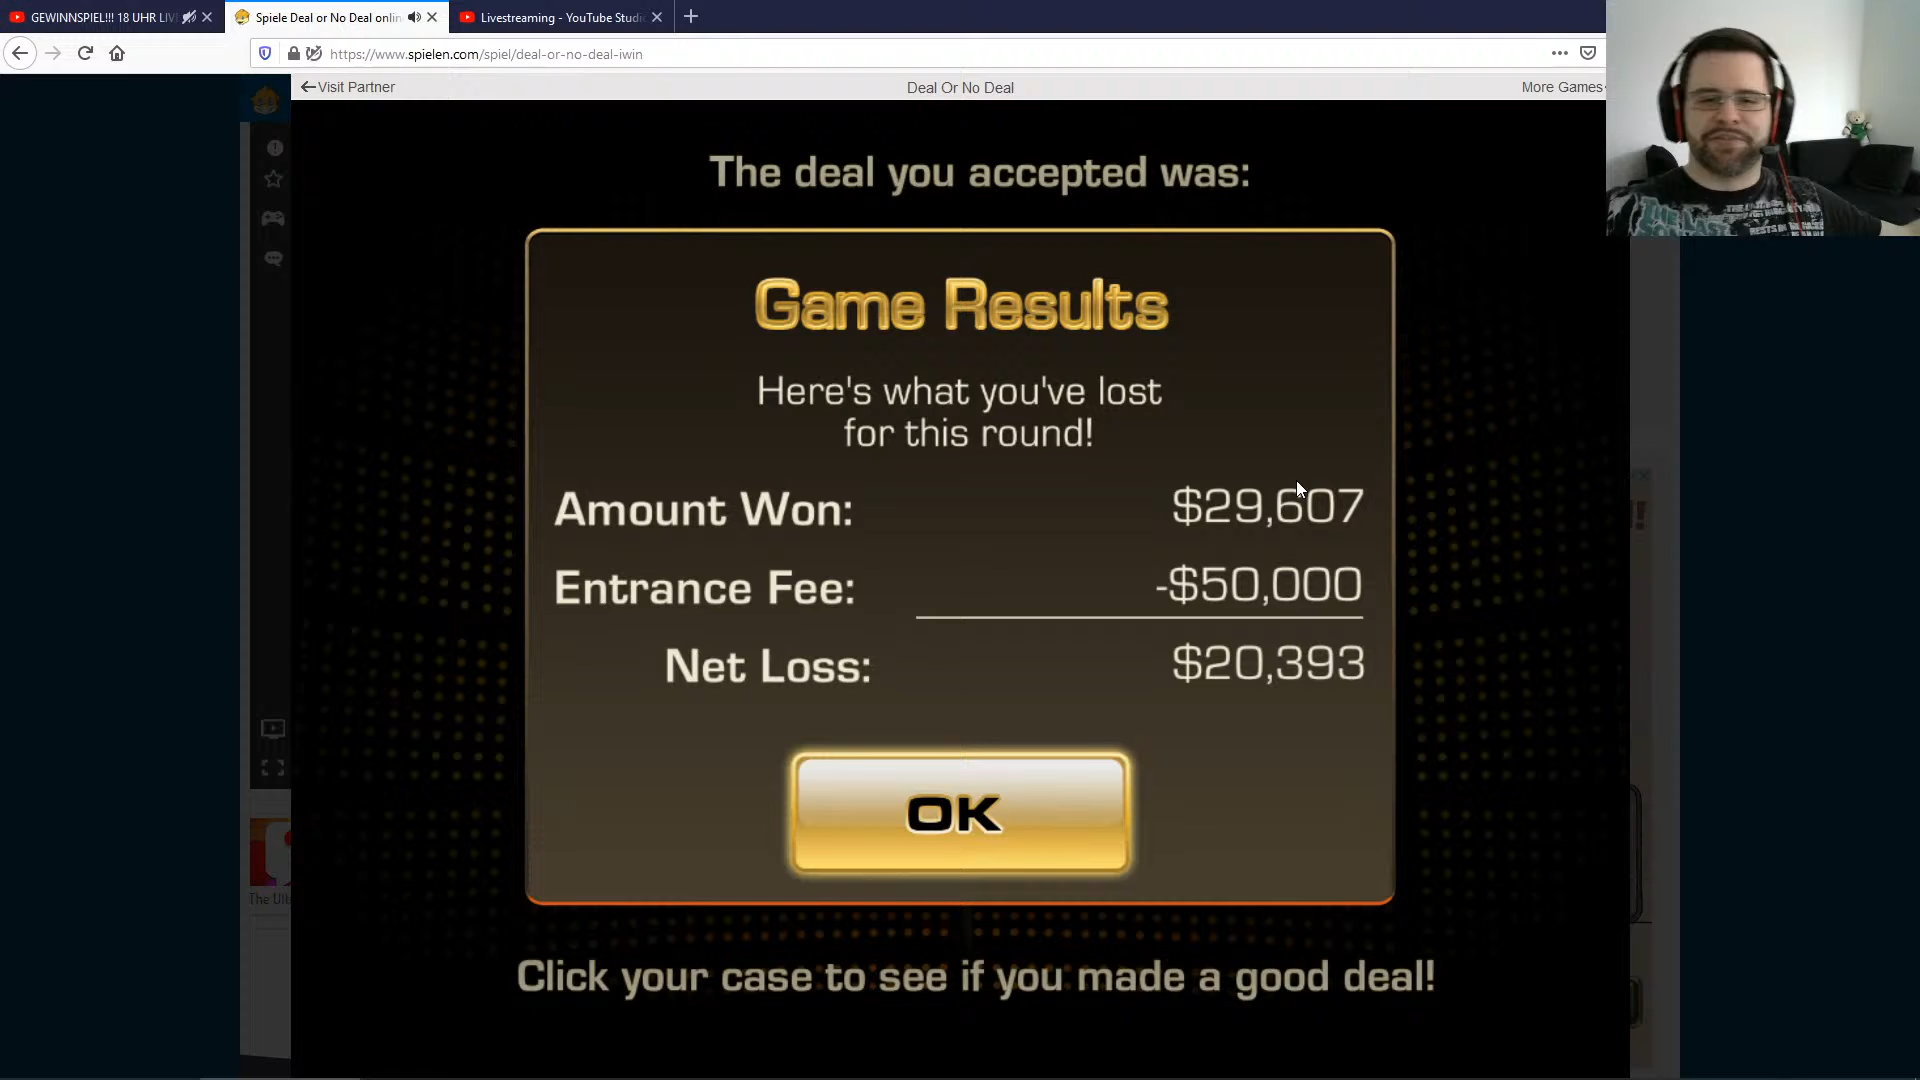 GEWINNSPIEL!!! 18 UHR LIV
Spiele Deal or No Deal onlin
Livestreaming - YouTube Studi
https://www.spielen.com/spiel/deal-or-no-deal-iwin
Visit Partner
Deal Or No Deal
More Games
The deal you accepted was:
Game Results
Here's what you've lost
for this round!
Amount Won: $29,607
Entrance Fee: -$50,000
Net Loss: $20,393
OK
The Ult
Click your case to see if you made a good deal!